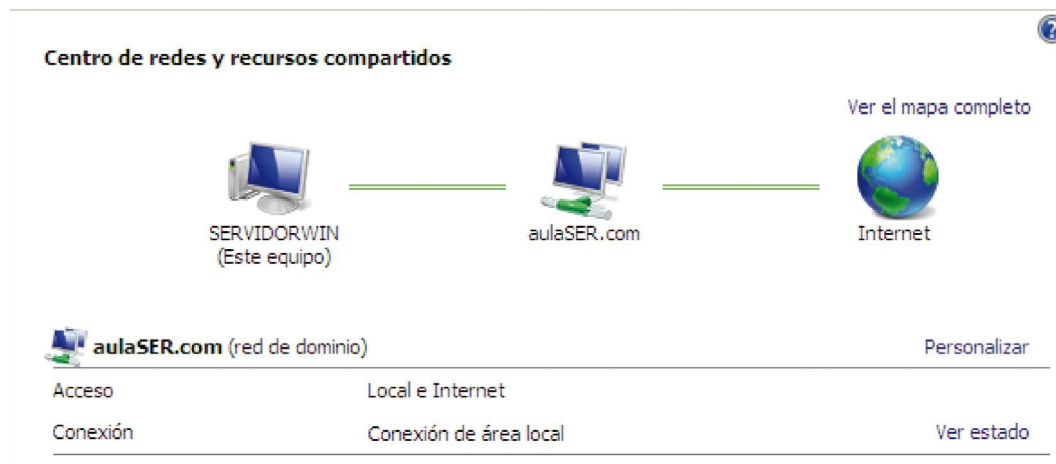 Centro de redes y recursos compartidos
Ver el mapa completo
SERVIDORWIN
(Este equipo)
aulaSER.com
Internet
aulaSER.com (red de dominio) Personalizar
Acceso Local e Internet
Conexión Conexión de área local Ver estado